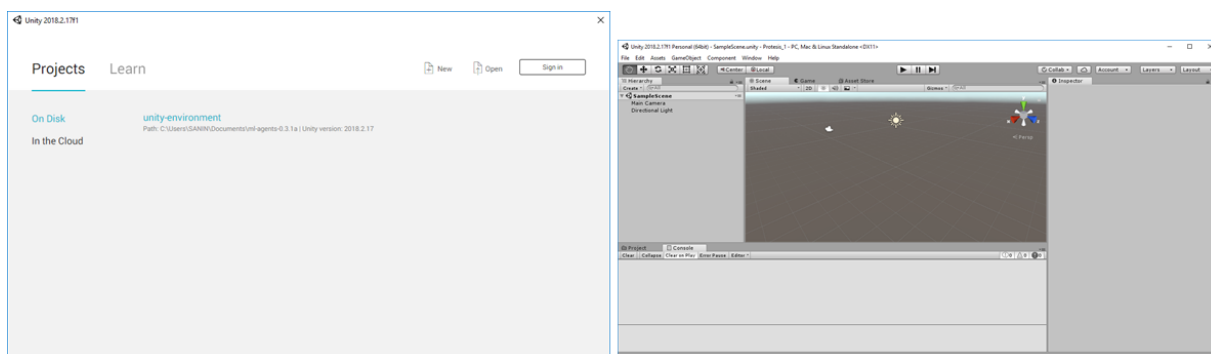 Unity 2018.2.17f1
Projects Learn New Open Sign in
On Disk
In the Cloud
unity-environment
Path: C:\Users\SANIN\Documents\ml-agents-0.3.1a | Unity version: 2018.2.17
Unity 2018.2.17f1 Personal (64bit) - SampleScene.unity - Protesis_1 - PC, Mac & Linux Standalone <DX11>
File Edit Assets GameObject Component Window Help
Center Local Collab Account Layers Layout
Hierarchy Scene Game Asset Store Inspector
Create Shaded 2D Gizmos
SampleScene
Main Camera
Directional Light
Persp
Project Console
Clear Collapse Clear on Play Error Pause Editor 0 0 0